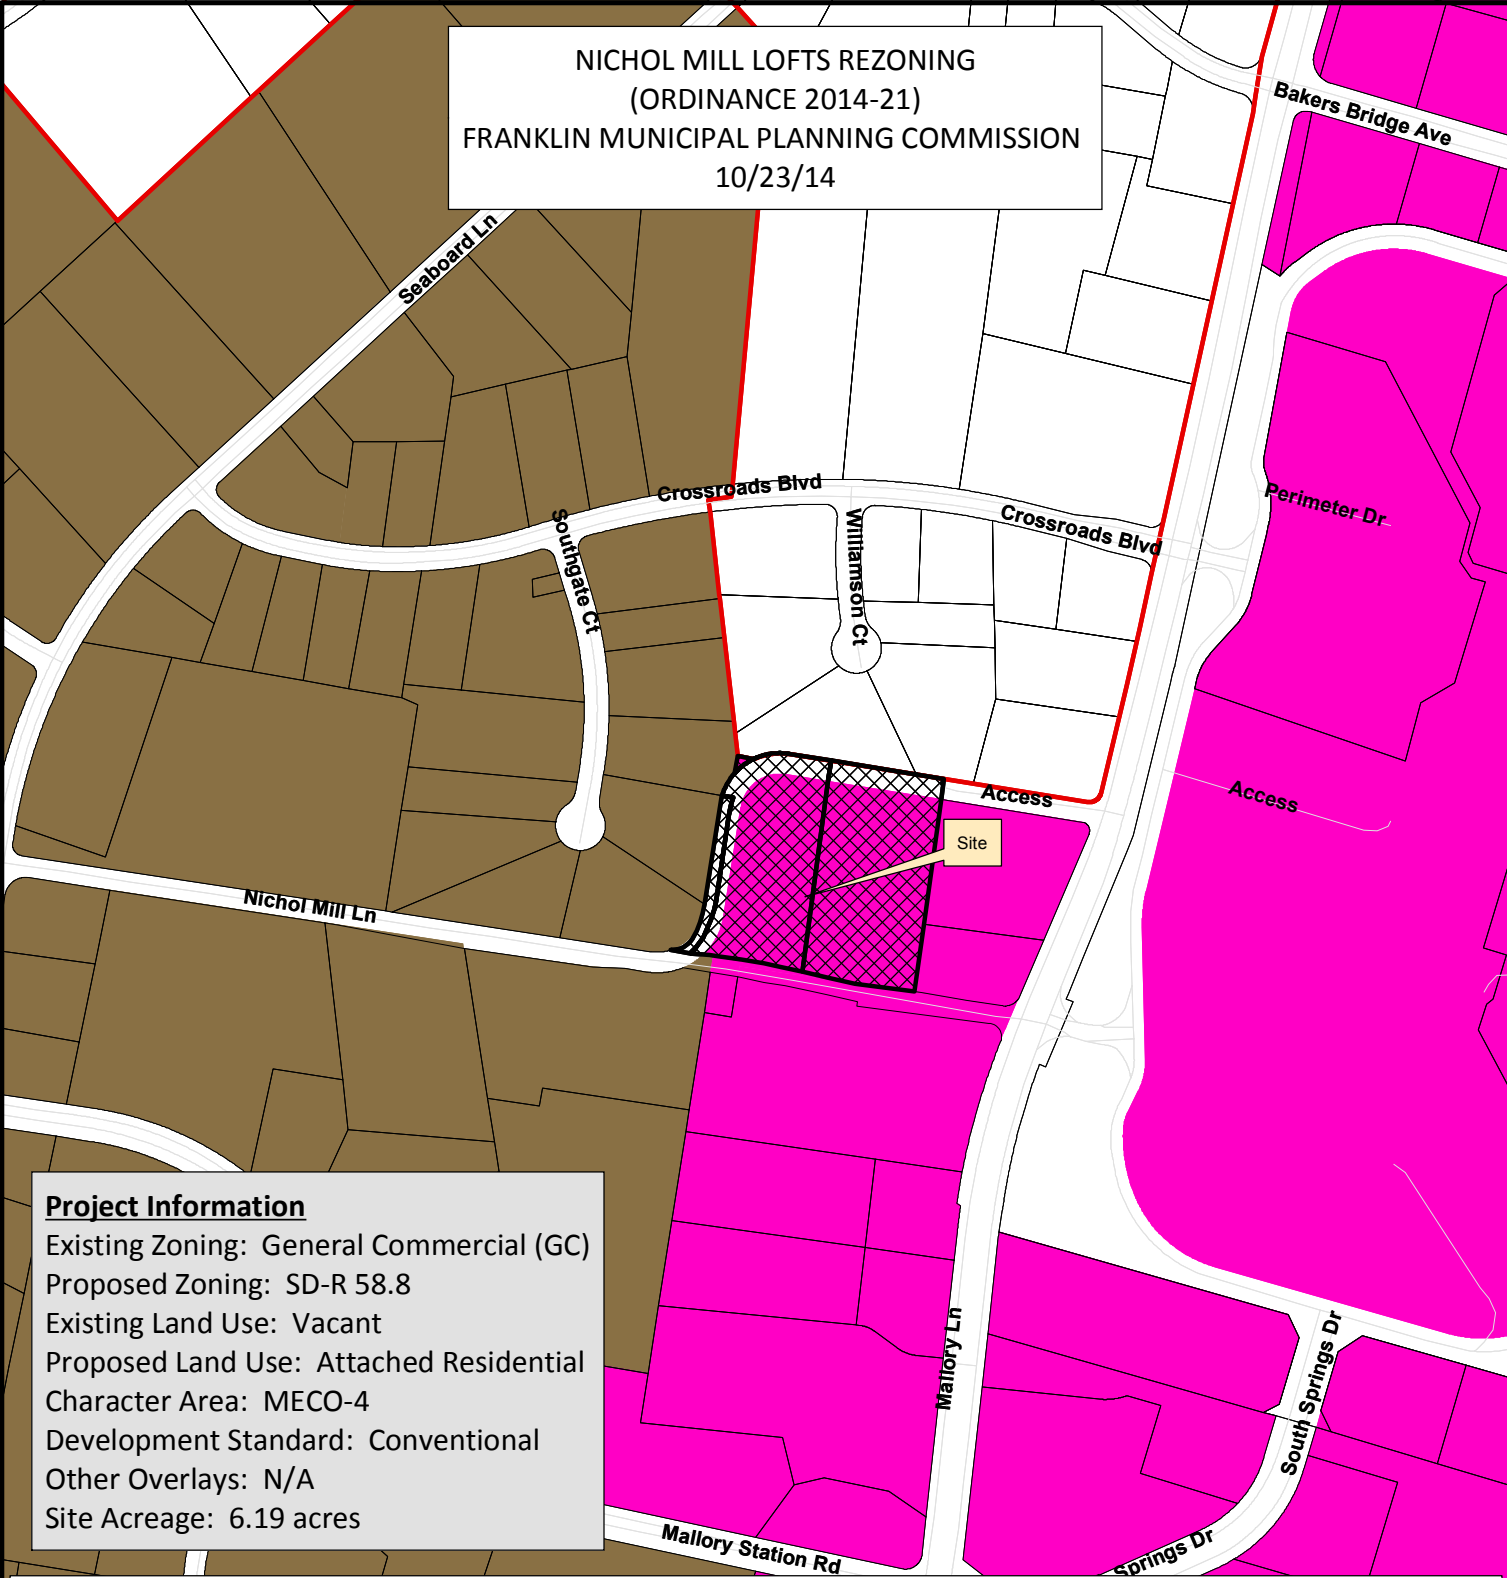 NICHOL MILL LOFTS REZONING
(ORDINANCE 2014-21)
FRANKLIN MUNICIPAL PLANNING COMMISSION
10/23/14
Bakers Bridge Ave
Seaboard Ln
Crossroads Blvd
Perimeter Dr
Crossroads Blvd
Southgate Ct
Williamson Ct
Access
Access
Site
Nichol Mill Ln
Project Information
Existing Zoning: General Commercial (GC)
Proposed Zoning: SD-R 58.8
Existing Land Use: Vacant
Proposed Land Use: Attached Residential
Character Area: MECO-4
Development Standard: Conventional
Other Overlays: N/A
Site Acreage: 6.19 acres
Mallory Ln
South Springs Dr
Mallory Station Rd
Springs Dr